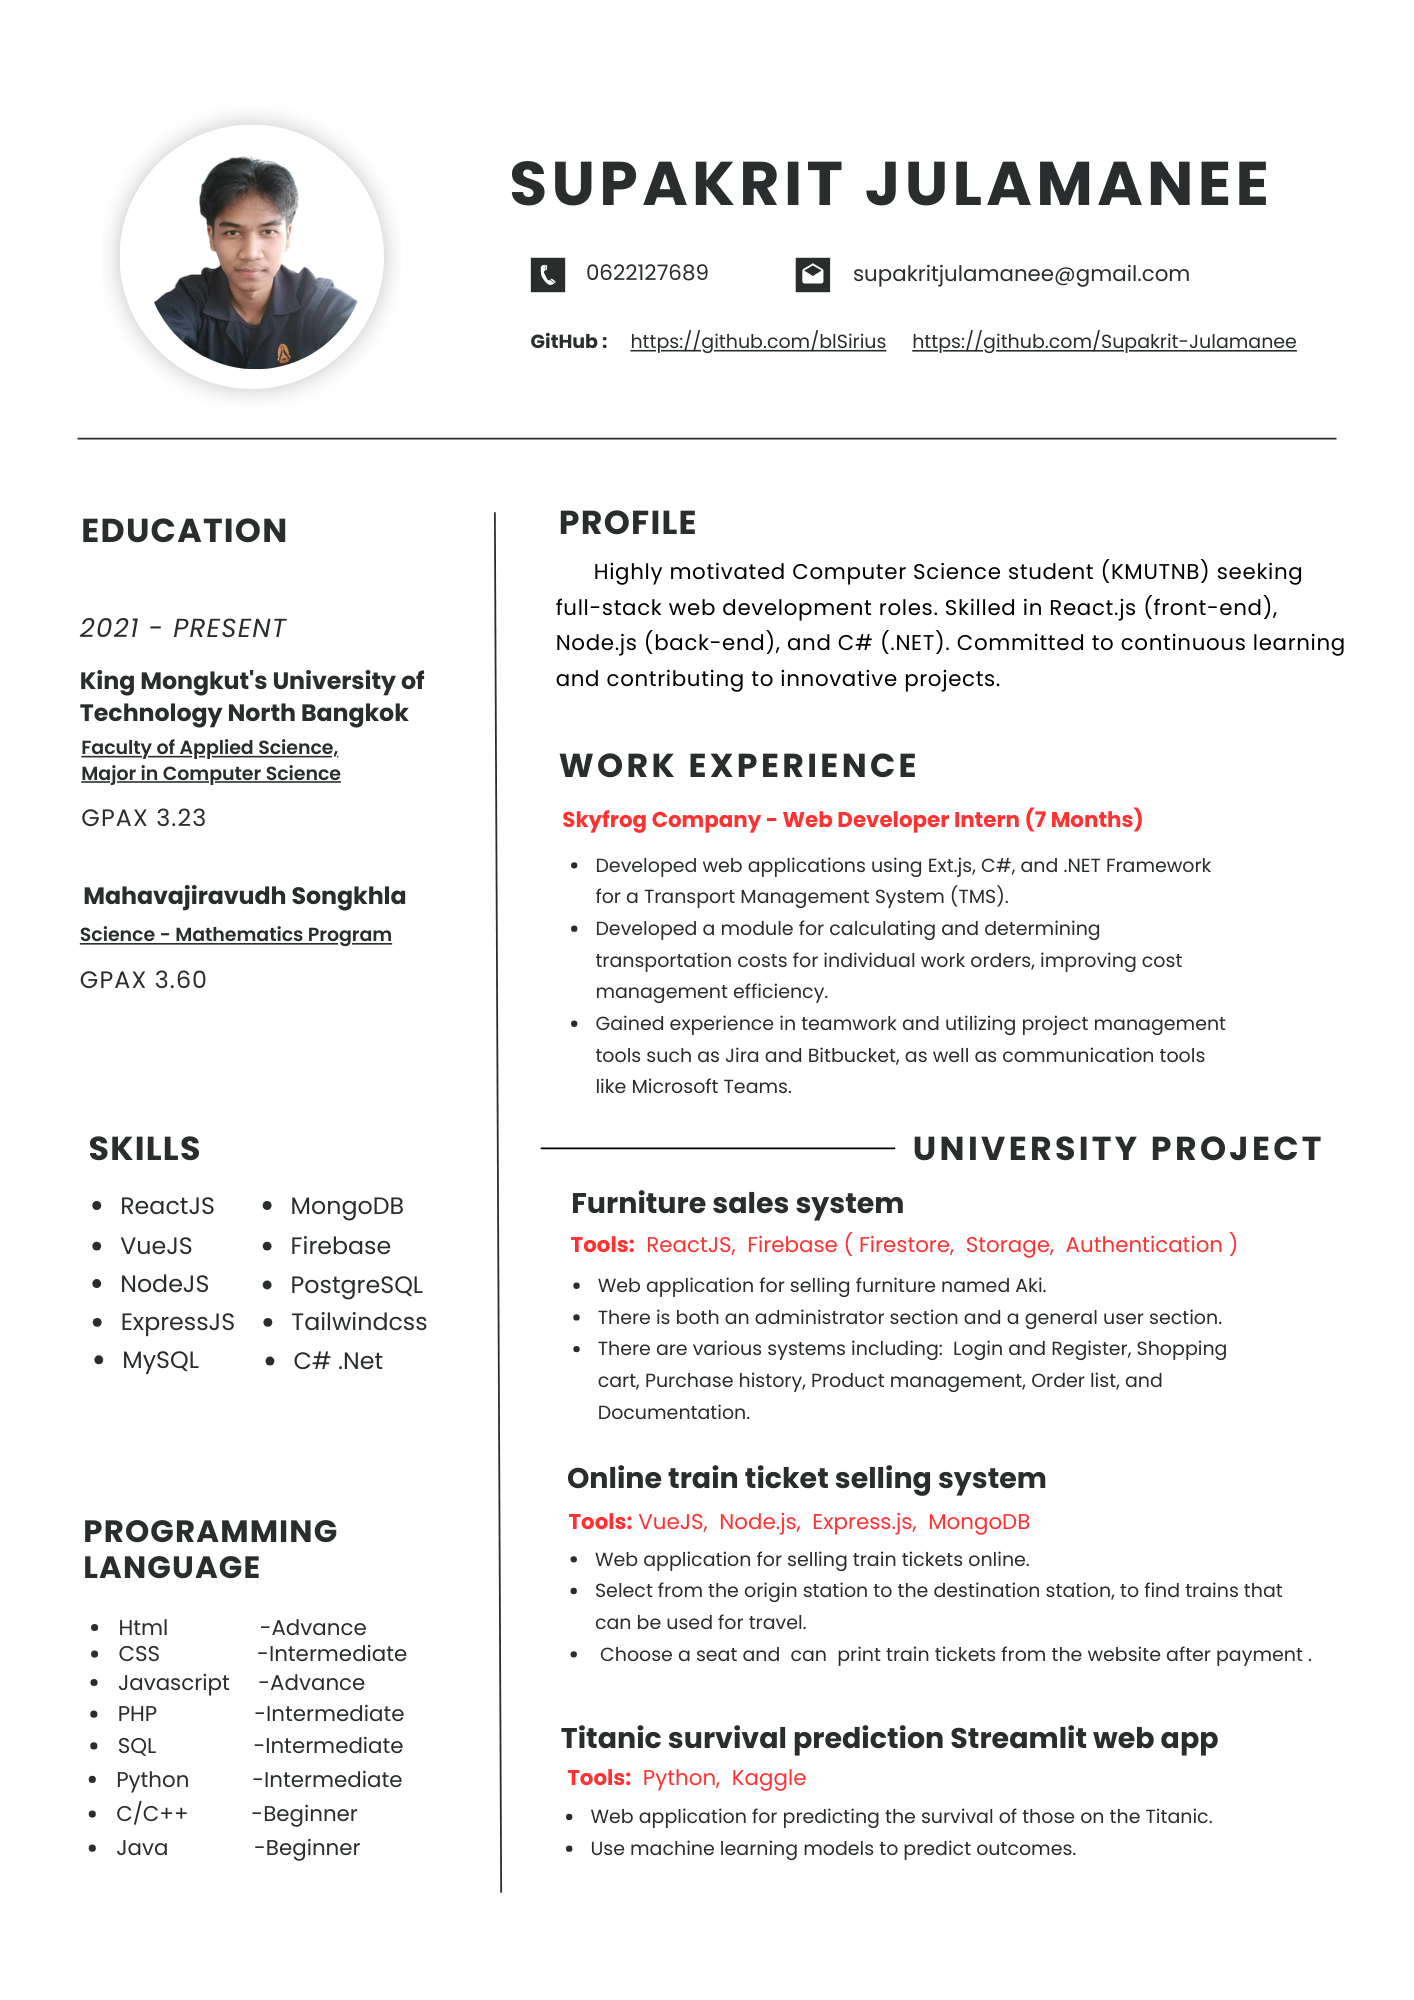 SUPAKRIT JULAMANEE
0622127689
supakritjulamanee@gmail.com
GitHub : https://github.com/blSirius https://github.com/Supakrit-Julamanee
EDUCATION
2021 - PRESENT
King Mongkut's University of
Technology North Bangkok
Faculty of Applied Science,
Major in Computer Science
GPAX 3.23
Mahavajiravudh Songkhla
Science - Mathematics Program
GPAX 3.60
SKILLS
• ReactJS
• VueJS
• NodeJS
• ExpressJS
• MySQL
• MongoDB
• Firebase
• PostgreSQL
• Tailwindcss
• C# .Net
PROGRAMMING
LANGUAGE
• Html -Advance
• CSS -Intermediate
• Javascript -Advance
• PHP -Intermediate
• SQL -Intermediate
• Python -Intermediate
• C/C++ -Beginner
• Java -Beginner
PROFILE
Highly motivated Computer Science student (KMUTNB) seeking
full-stack web development roles. Skilled in React.js (front-end),
Node.js (back-end), and C# (.NET). Committed to continuous learning
and contributing to innovative projects.
WORK EXPERIENCE
Skyfrog Company - Web Developer Intern (7 Months)
• Developed web applications using Ext.js, C#, and .NET Framework
for a Transport Management System (TMS).
• Developed a module for calculating and determining
transportation costs for individual work orders, improving cost
management efficiency.
• Gained experience in teamwork and utilizing project management
tools such as Jira and Bitbucket, as well as communication tools
like Microsoft Teams.
UNIVERSITY PROJECT
Furniture sales system
Tools: ReactJS, Firebase ( Firestore, Storage, Authentication )
• Web application for selling furniture named Aki.
• There is both an administrator section and a general user section.
• There are various systems including: Login and Register, Shopping
cart, Purchase history, Product management, Order list, and
Documentation.
Online train ticket selling system
Tools: VueJS, Node.js, Express.js, MongoDB
• Web application for selling train tickets online.
• Select from the origin station to the destination station, to find trains that
can be used for travel.
• Choose a seat and can print train tickets from the website after payment .
Titanic survival prediction Streamlit web app
Tools: Python, Kaggle
• Web application for predicting the survival of those on the Titanic.
• Use machine learning models to predict outcomes.